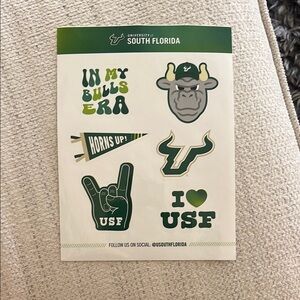 UNIVERSITY of
SOUTH FLORIDA
IN MY
BULLS
ERA
HORNS UP!
USF
I
USF
FOLLOW US ON SOCIAL: @USOUTHFLORIDA